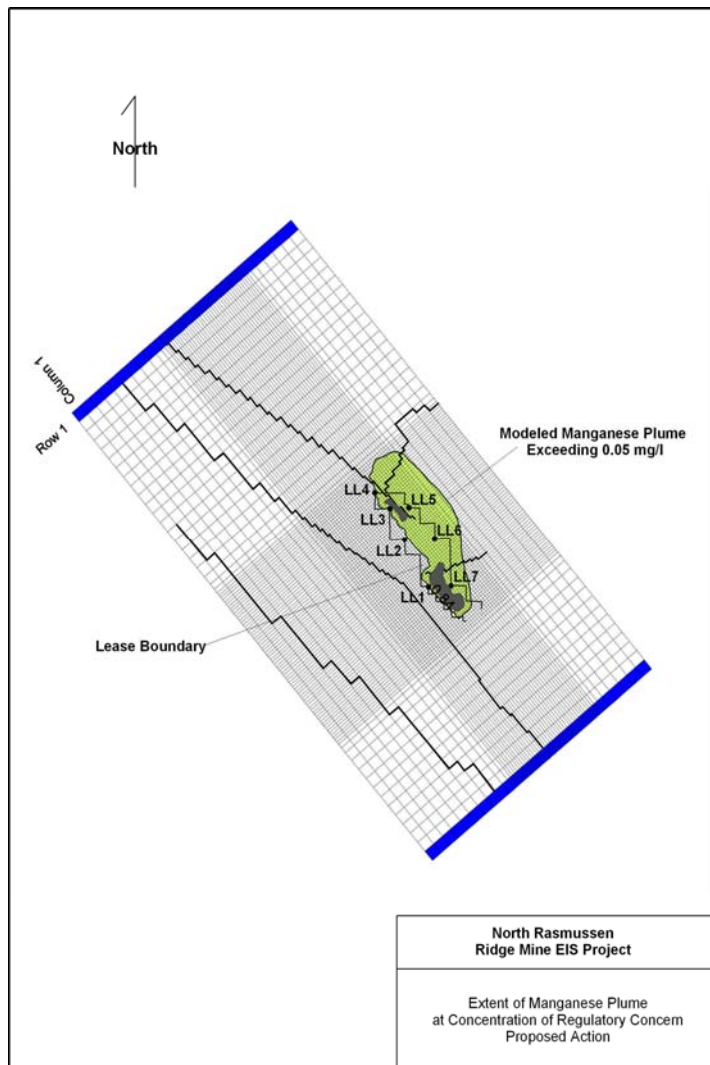 North
Column 1
Row 1
Modeled Manganese Plume
Exceeding 0.05 mg/l
LL4
LL5
LL3
LL6
LL2
LL7
LL1
Lease Boundary
North Rasmussen
Ridge Mine EIS Project
Extent of Manganese Plume
at Concentration of Regulatory Concern
Proposed Action